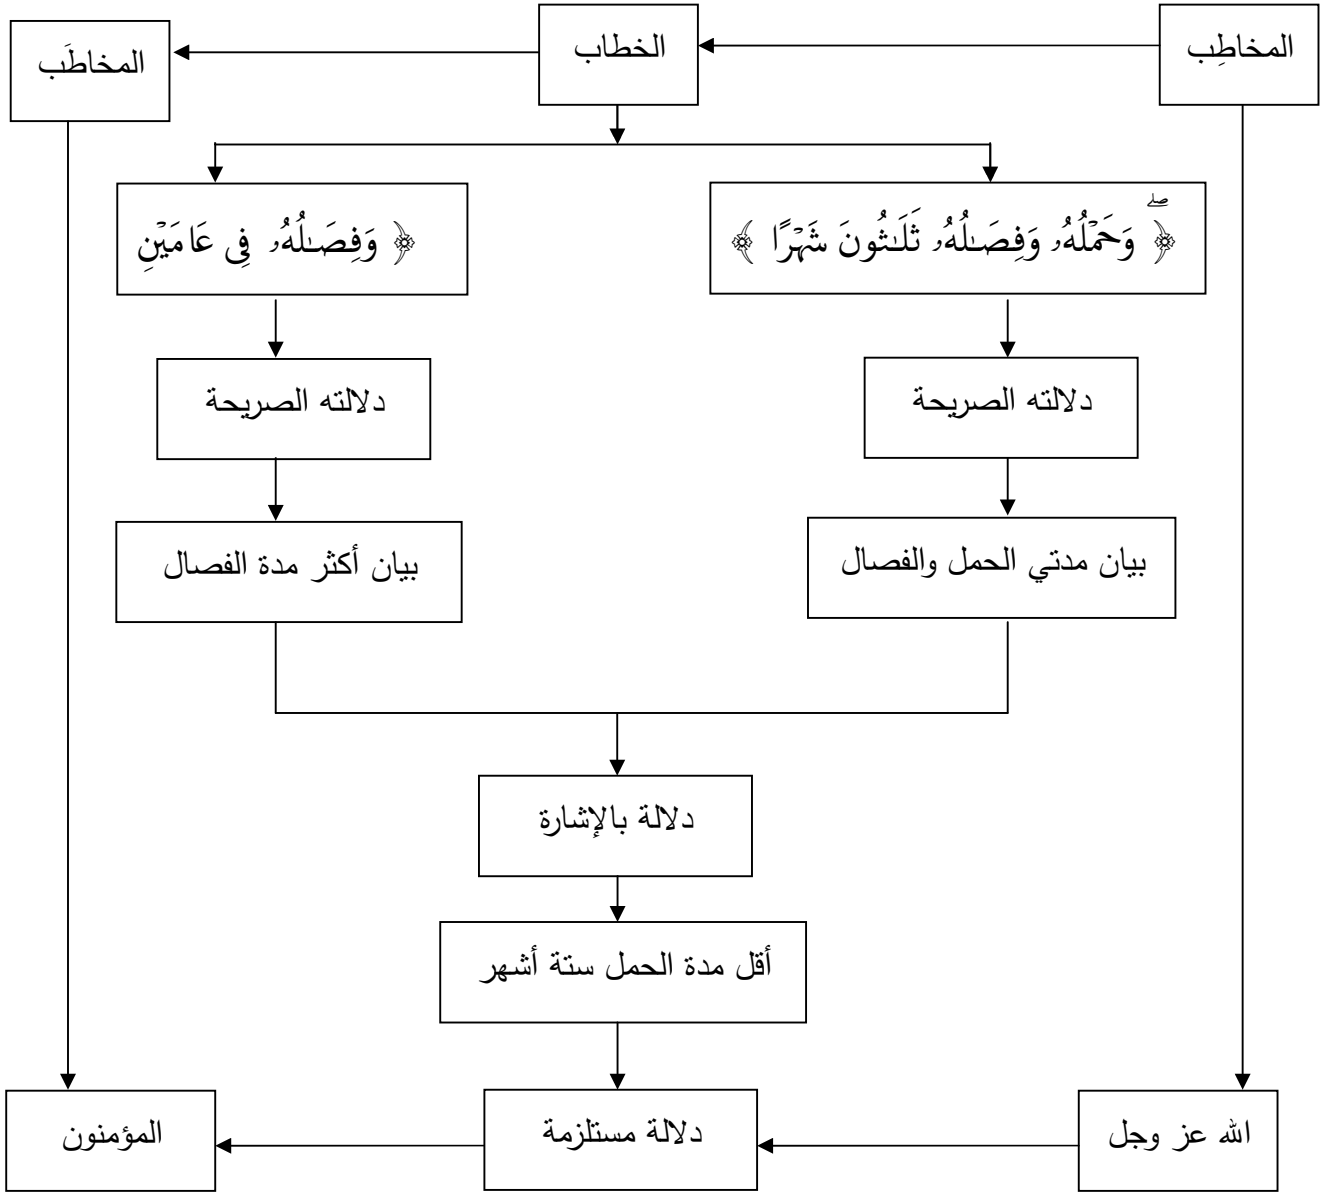 المخاطِب
الخطاب
المخاطَب
﴿ ۖ وَحَمْلُهُۥ وَفِصَـٰلُهُۥ ثَلَـٰثُونَ شَهْرًا ﴾
﴿ وَفِصَـٰلُهُۥ فِى عَامَيْنِ
دلالته الصريحة
دلالته الصريحة
بيان مدتي الحمل والفصال
بيان أكثر مدة الفصال
دلالة بالإشارة
أقل مدة الحمل ستة أشهر
الله عز وجل
دلالة مستلزمة
المؤمنون